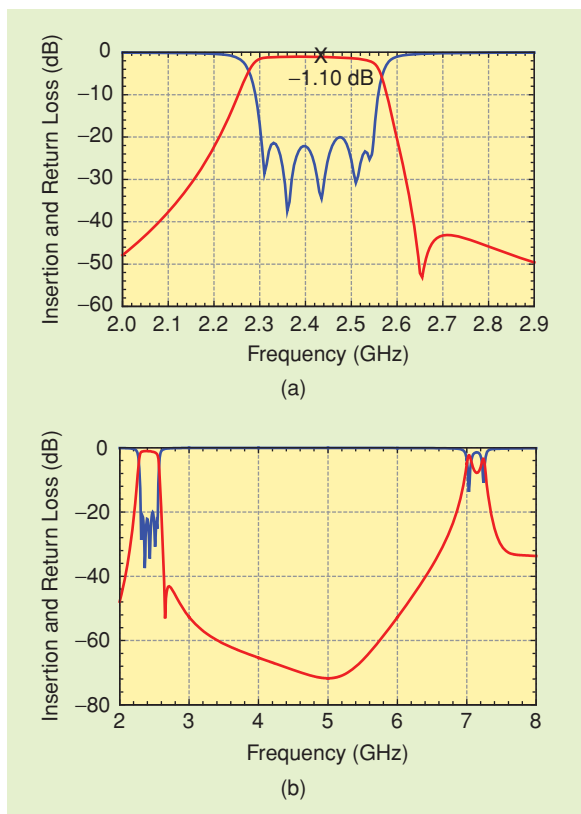 Insertion and Return Loss (dB)
0
−10
−20
−30
−40
−50
−60
X
−1.10 dB
2.0 2.1 2.2 2.3 2.4 2.5 2.6 2.7 2.8 2.9
Frequency (GHz)
(a)
Insertion and Return Loss (dB)
0
−20
−40
−60
−80
2 3 4 5 6 7 8
Frequency (GHz)
(b)